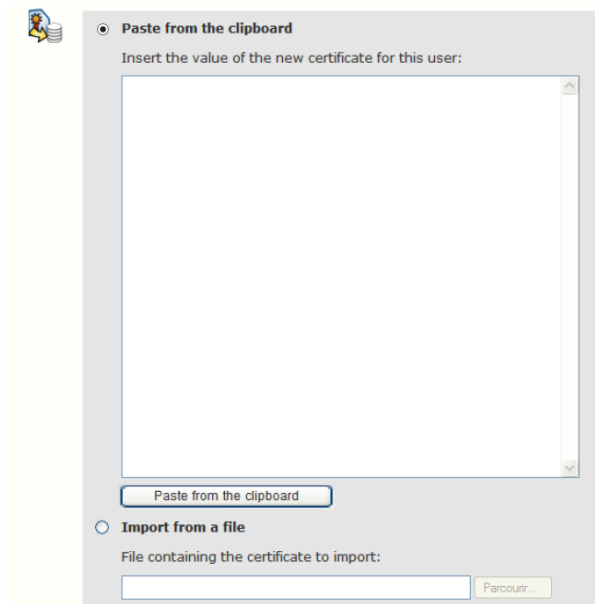 Paste from the clipboard
Insert the value of the new certificate for this user:
Paste from the clipboard
Import from a file
File containing the certificate to import:
Parcourir...